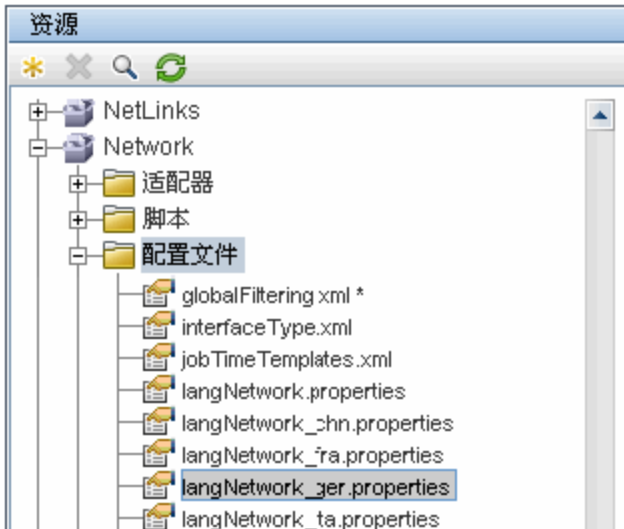 资源
NetLinks
Network
适配器
脚本
配置文件
globalFiltering.xml *
interfaceType.xml
jobTimeTemplates.xml
langNetwork.properties
langNetwork_chn.properties
langNetwork_fra.properties
langNetwork_ger.properties
langNetwork_ita.properties